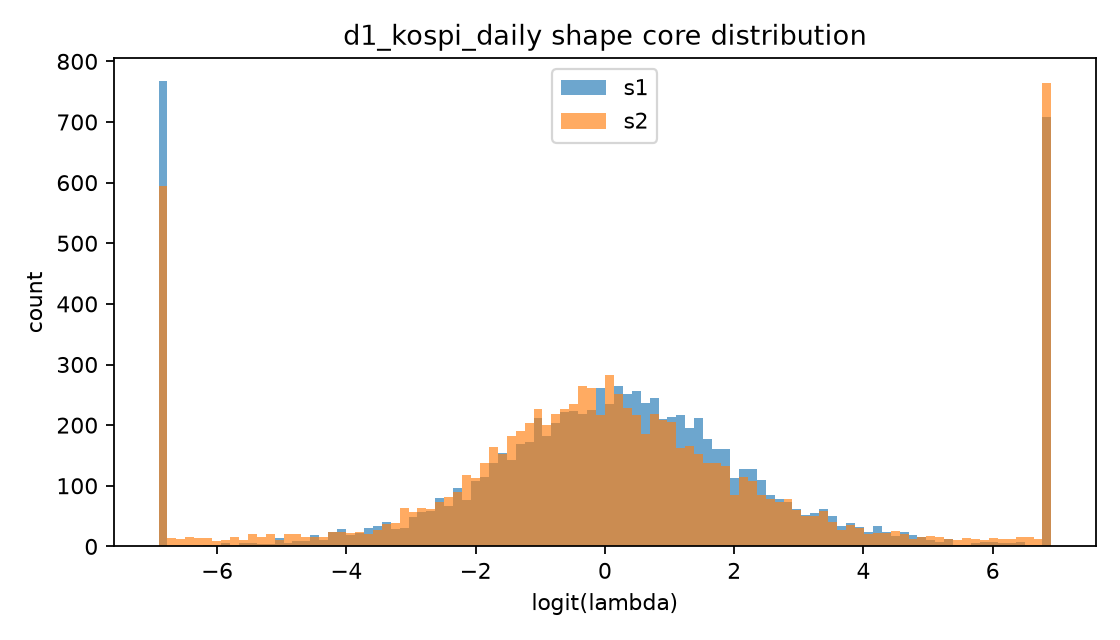 d1_kospi_daily shape core distribution
s1
s2
800
700
600
500
400
300
200
100
0
count
−6 −4 −2 0 2 4 6
logit(lambda)